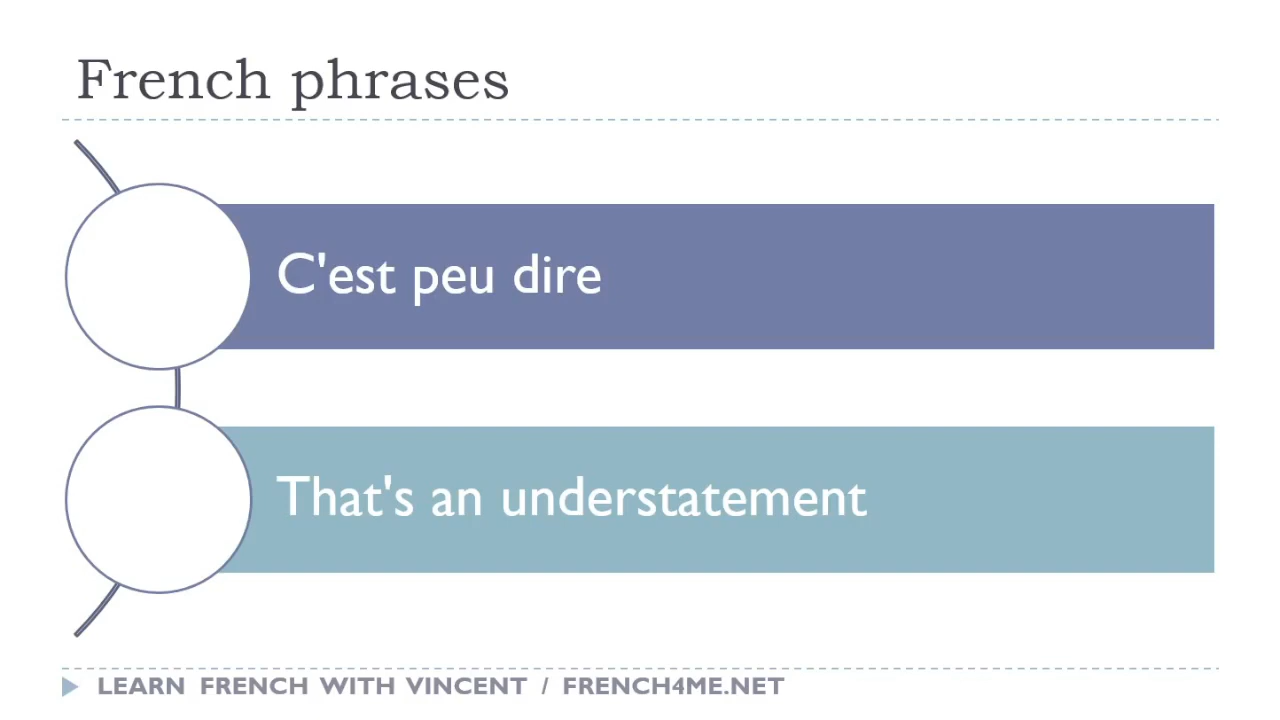 French phrases
C'est peu dire
That's an understatement
LEARN FRENCH WITH VINCENT / FRENCH4ME.NET